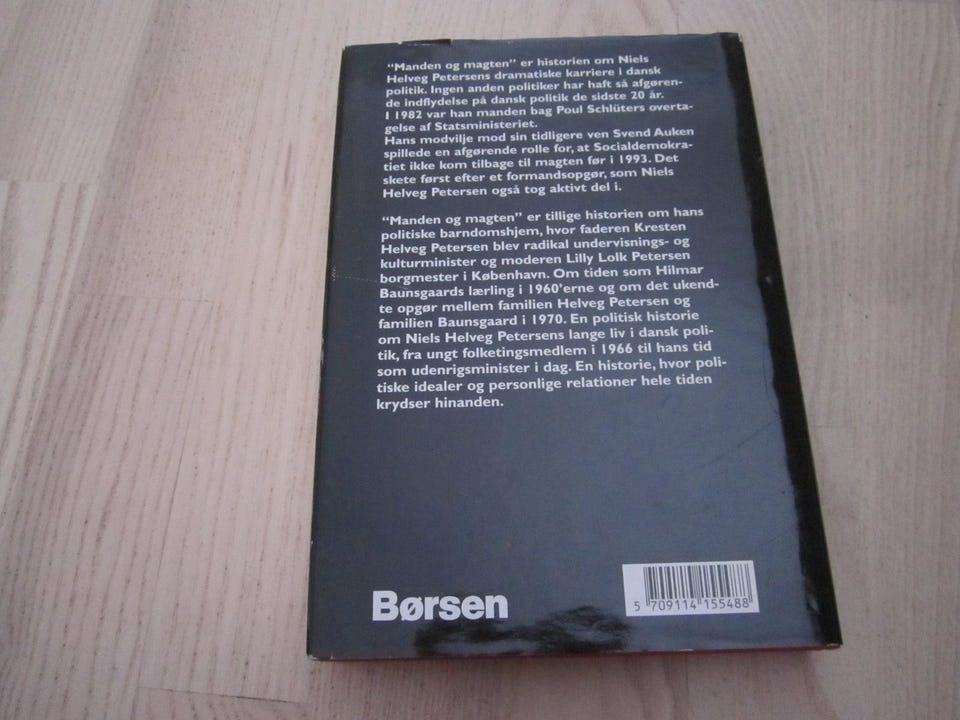 “Manden og magten” er historien om Niels
Helveg Petersens dramatiske karriere i dansk
politik. Ingen anden politiker har haft så afgøren-
de indflydelse på dansk politik de sidste 20 år.
I 1982 var han manden bag Poul Schlüters overta-
gelse af Statsministeriet.
Hans modvilje mod sin tidligere ven Svend Auken
spillede en afgørende rolle for, at Socialdemokra-
tiet ikke kom tilbage til magten før i 1993. Det
skete først efter et formandsopgør, som Niels
Helveg Petersen også tog aktivt del i.
“Manden og magten” er tillige historien om hans
politiske barndomshjem, hvor faderen Kresten
Helveg Petersen blev radikal undervisnings- og
kulturminister og moderen Lilly Lolk Petersen
borgmester i København. Om tiden som Hilmar
Baunsgaards lærling i 1960’erne og om det ukend-
te opgør mellem familien Helveg Petersen og
familien Baunsgaard i 1970. En politisk historie
om Niels Helveg Petersens lange liv i dansk poli-
tik, fra ungt folketingsmedlem i 1966 til hans tid
som udenrigsminister i dag. En historie, hvor poli-
tiske idealer og personlige relationer hele tiden
krydser hinanden.
Børsen
5 709114 155488